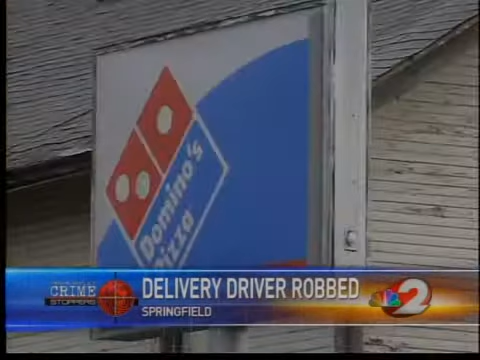 Domino's
Pizza
CRIME
STOPPERS
DELIVERY DRIVER ROBBED
SPRINGFIELD
2